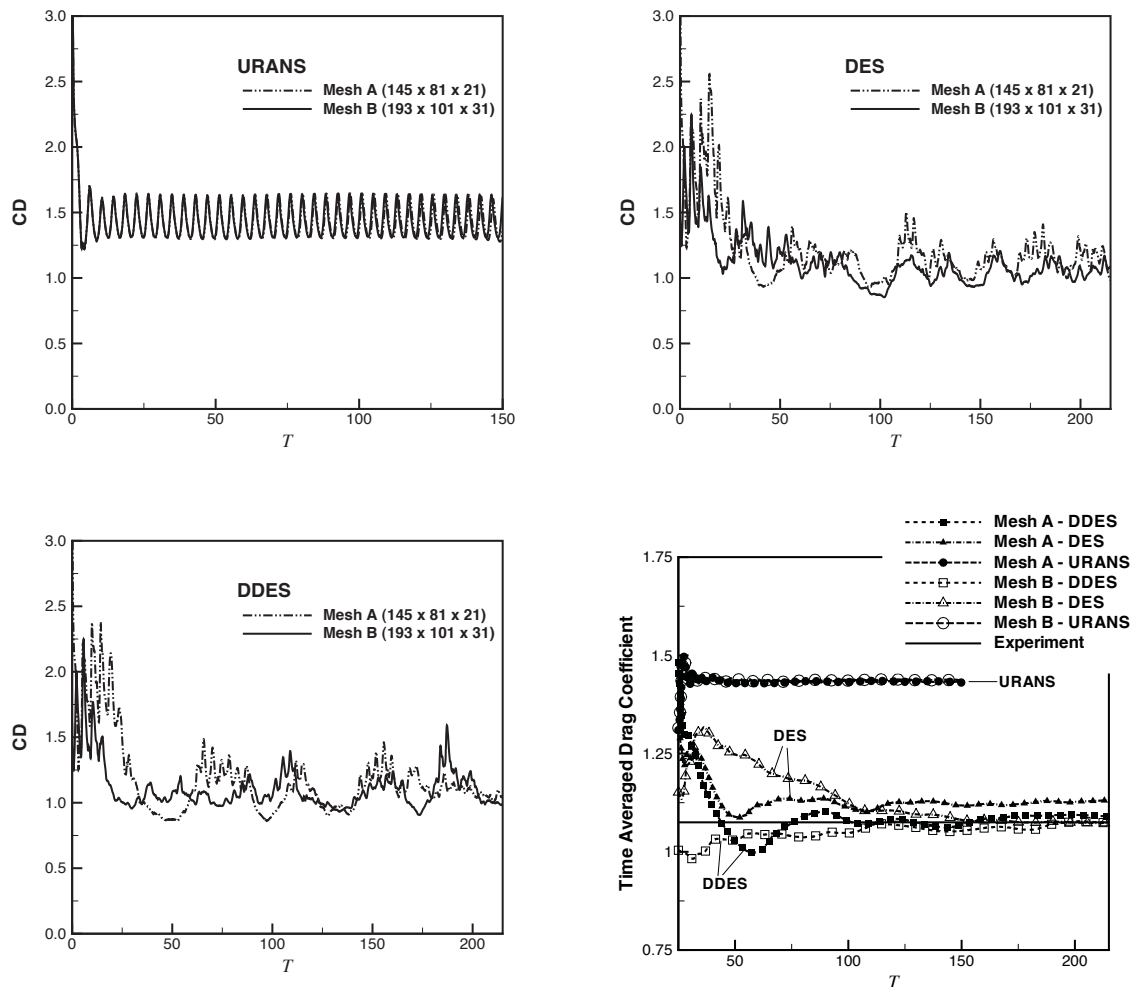 3.0
2.5
2.0
1.5
1.0
0.5
0.0
CD
URANS
Mesh A (145 x 81 x 21)
Mesh B (193 x 101 x 31)
0
50
100
150
T
3.0
2.5
2.0
1.5
1.0
0.5
0.0
CD
DES
Mesh A (145 x 81 x 21)
Mesh B (193 x 101 x 31)
0
50
100
150
200
T
3.0
2.5
2.0
1.5
1.0
0.5
0.0
CD
DDES
Mesh A (145 x 81 x 21)
Mesh B (193 x 101 x 31)
0
50
100
150
200
T
Mesh A - DDES
Mesh A - DES
Mesh A - URANS
Mesh B - DDES
Mesh B - DES
Mesh B - URANS
Experiment
1.75
1.5
1.25
1
0.75
Time Averaged Drag Coefficient
URANS
DES
DDES
50
100
150
200
T